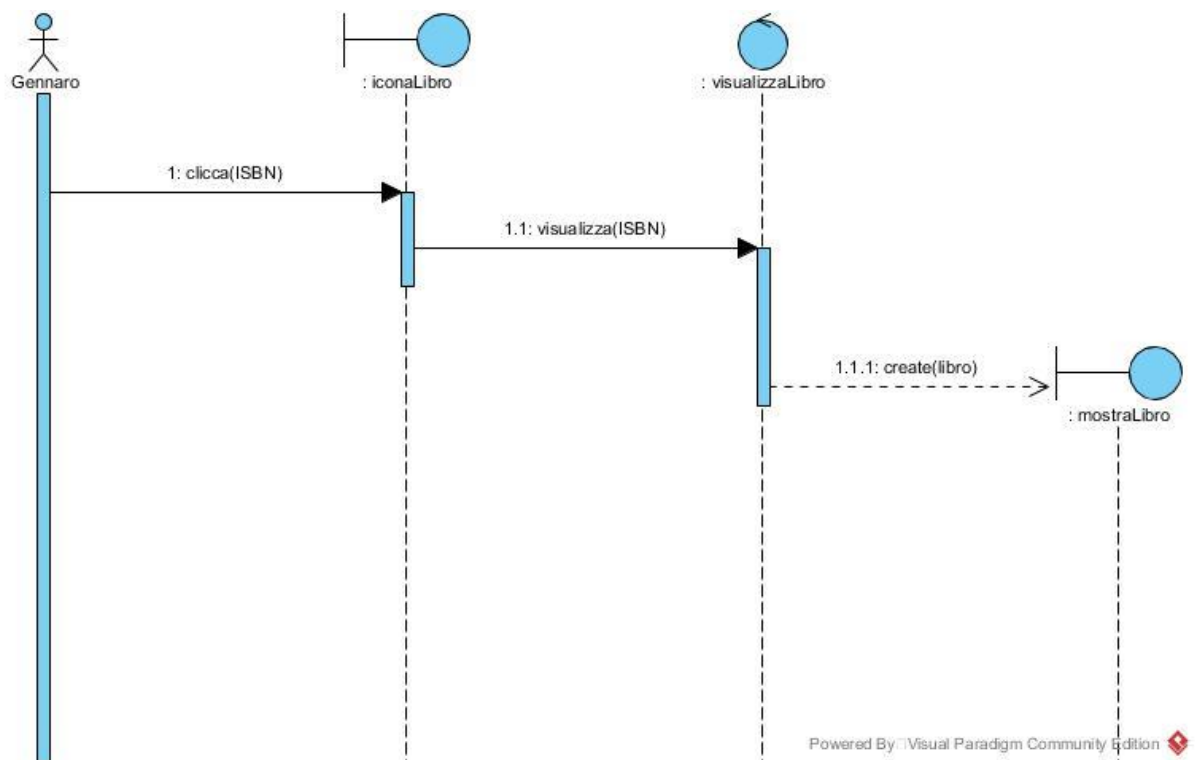 Gennaro
: iconaLibro
: visualizzaLibro
1: clicca(ISBN)
1.1: visualizza(ISBN)
1.1.1: create(libro)
: mostraLibro
Powered By Visual Paradigm Community Edition